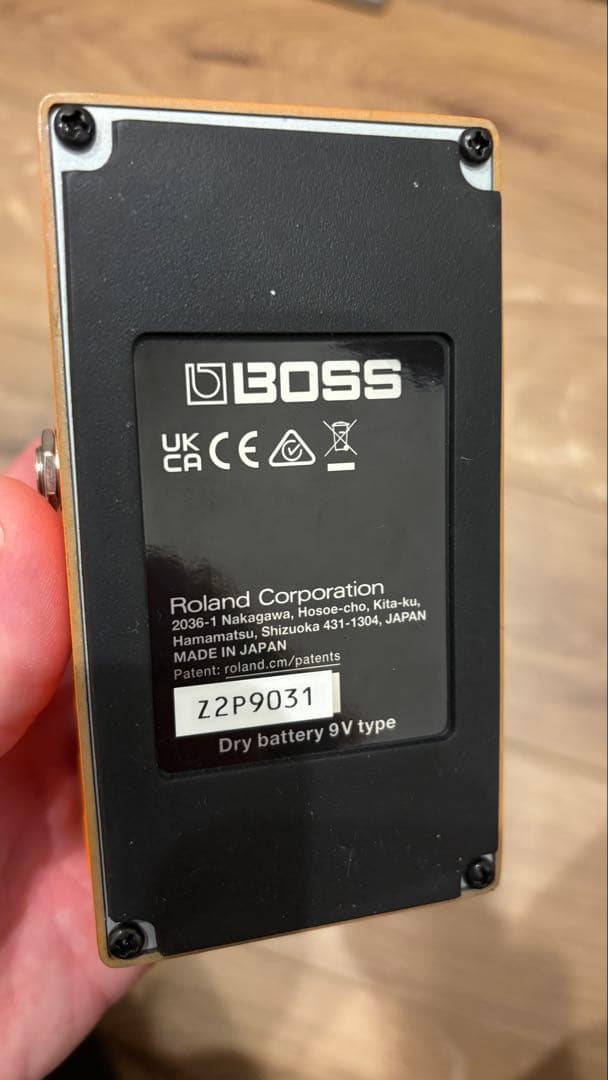 BOSS
UK
CA CE
Roland Corporation
2036-1 Nakagawa, Hosoe-cho, Kita-ku,
Hamamatsu, Shizuoka 431-1304, JAPAN
MADE IN JAPAN
Patent: roland.cm/patents
Z2P9031
Dry battery 9V type